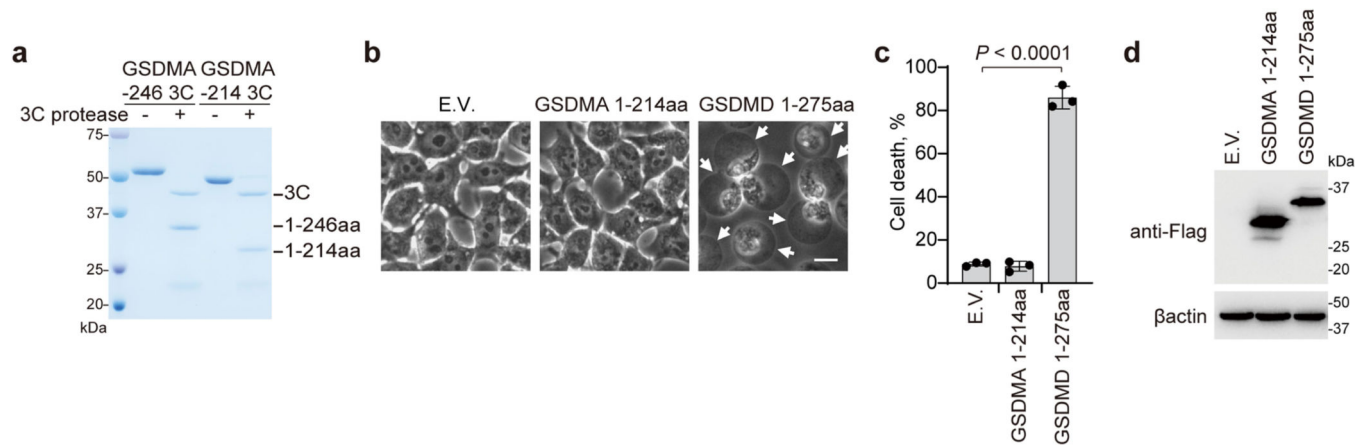 a
GSDMA GSDMA
-246 3C -214 3C
3C protease - + - +
75-
50-
37-
25-
20-
kDa
-3C
-1-246aa
-1-214aa
b
E.V. GSDMA 1-214aa GSDMD 1-275aa
c
P < 0.0001
Cell death, %
100
80
60
40
20
0
E.V.
GSDMA 1-214aa
GSDMD 1-275aa
d
E.V.
GSDMA 1-214aa
GSDMD 1-275aa
kDa
-37
anti-Flag
-25
-20
-50
βactin
-37